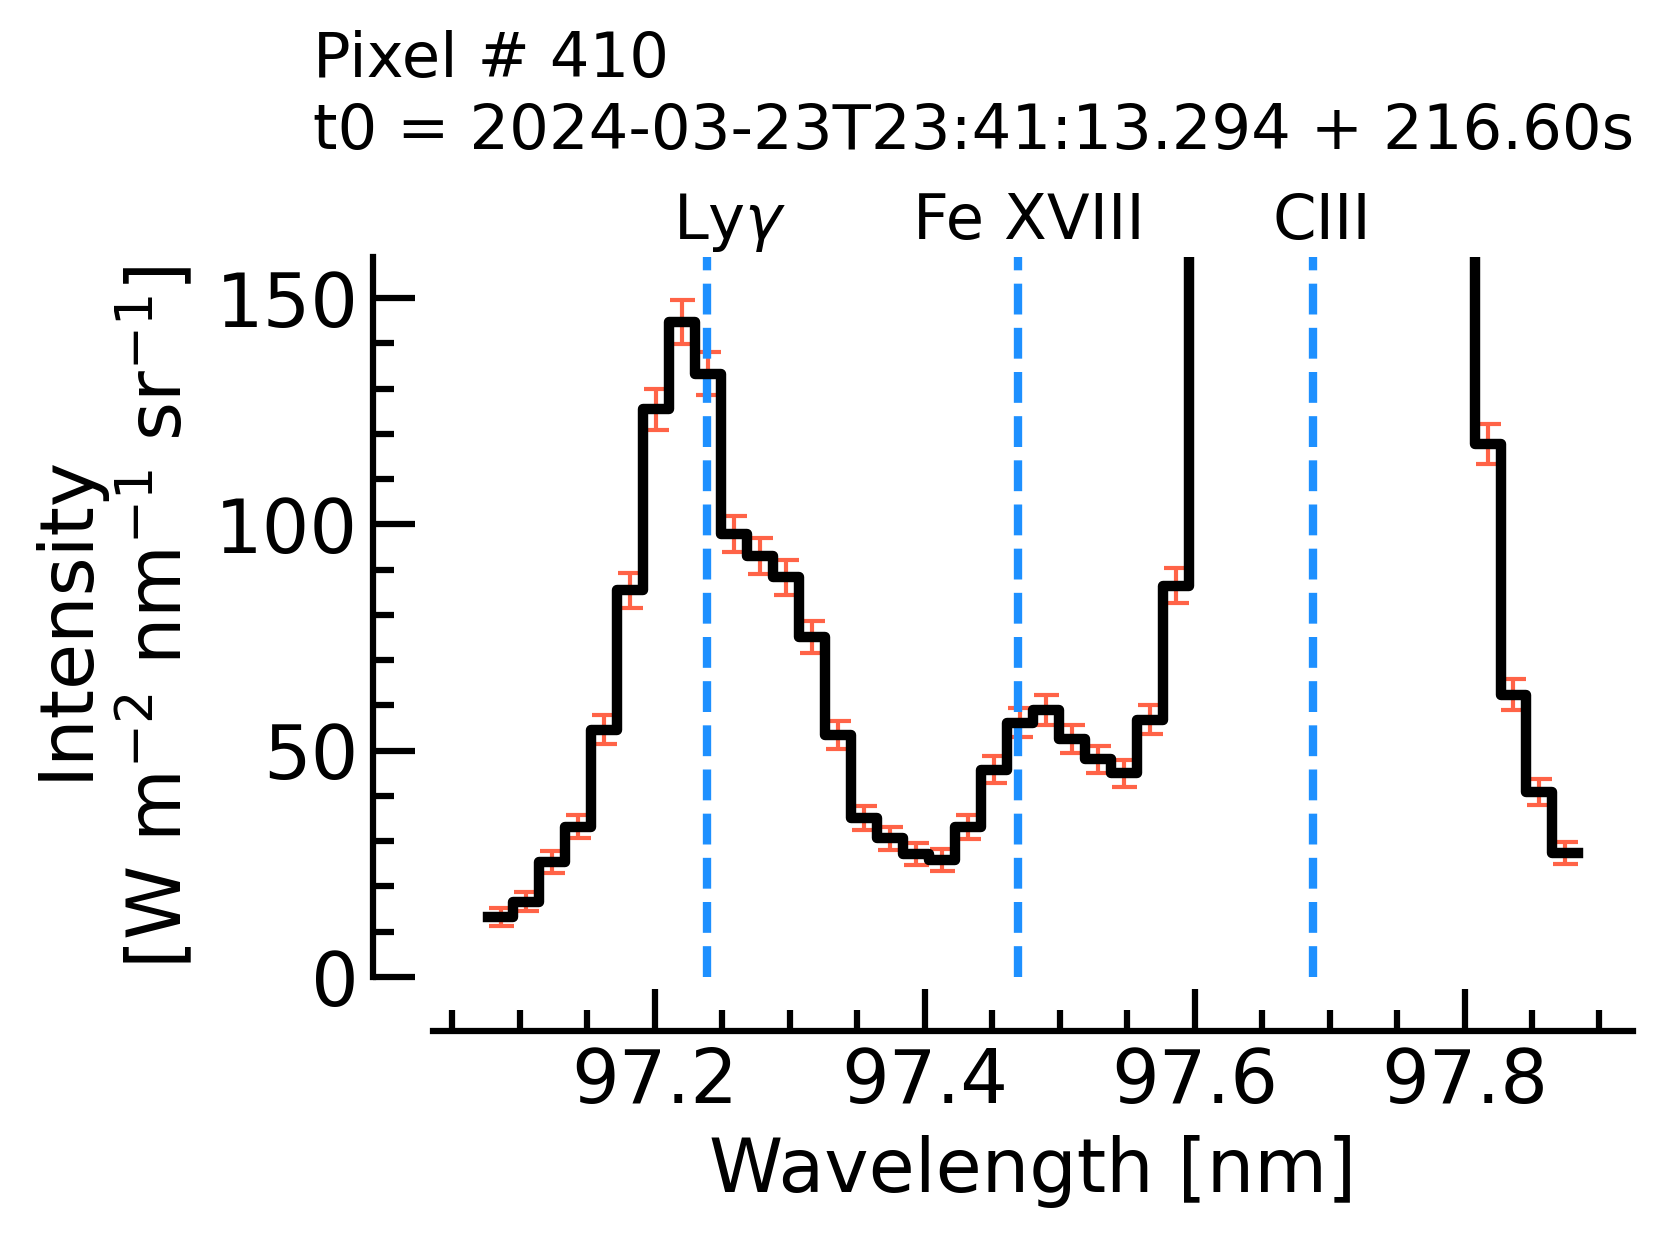 Pixel # 410
t0 = 2024-03-23T23:41:13.294 + 216.60s
Lyγ Fe XVIII CIII
Intensity
[W m⁻² nm⁻¹ sr⁻¹]
150
100
50
0
97.2 97.4 97.6 97.8
Wavelength [nm]